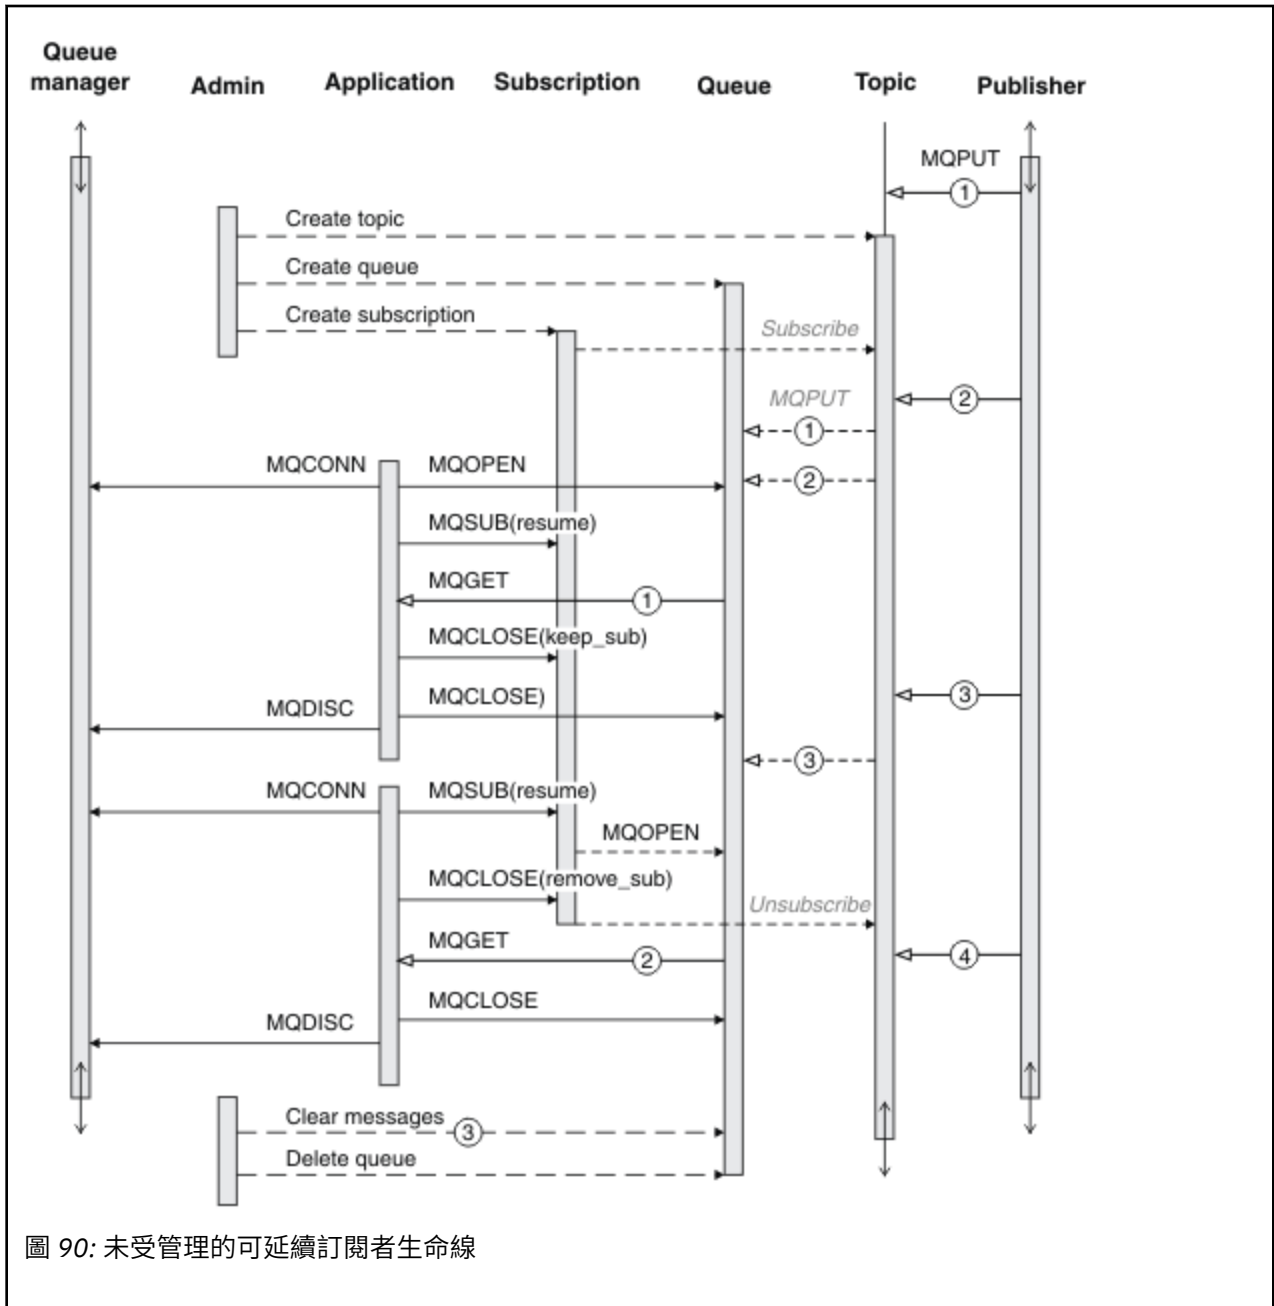 Queue
manager
Admin
Application
Subscription
Queue
Topic
Publisher
MQPUT
1
Create topic
Create queue
Create subscription
Subscribe
2
MQPUT
1
MQCONN
MQOPEN
2
MQSUB(resume)
MQGET
1
MQCLOSE(keep_sub)
3
MQDISC
MQCLOSE)
3
MQCONN
MQSUB(resume)
MQOPEN
MQCLOSE(remove_sub)
Unsubscribe
MQGET
2
4
MQCLOSE
MQDISC
Clear messages
3
Delete queue
圖 90: 未受管理的可延續訂閱者生命線